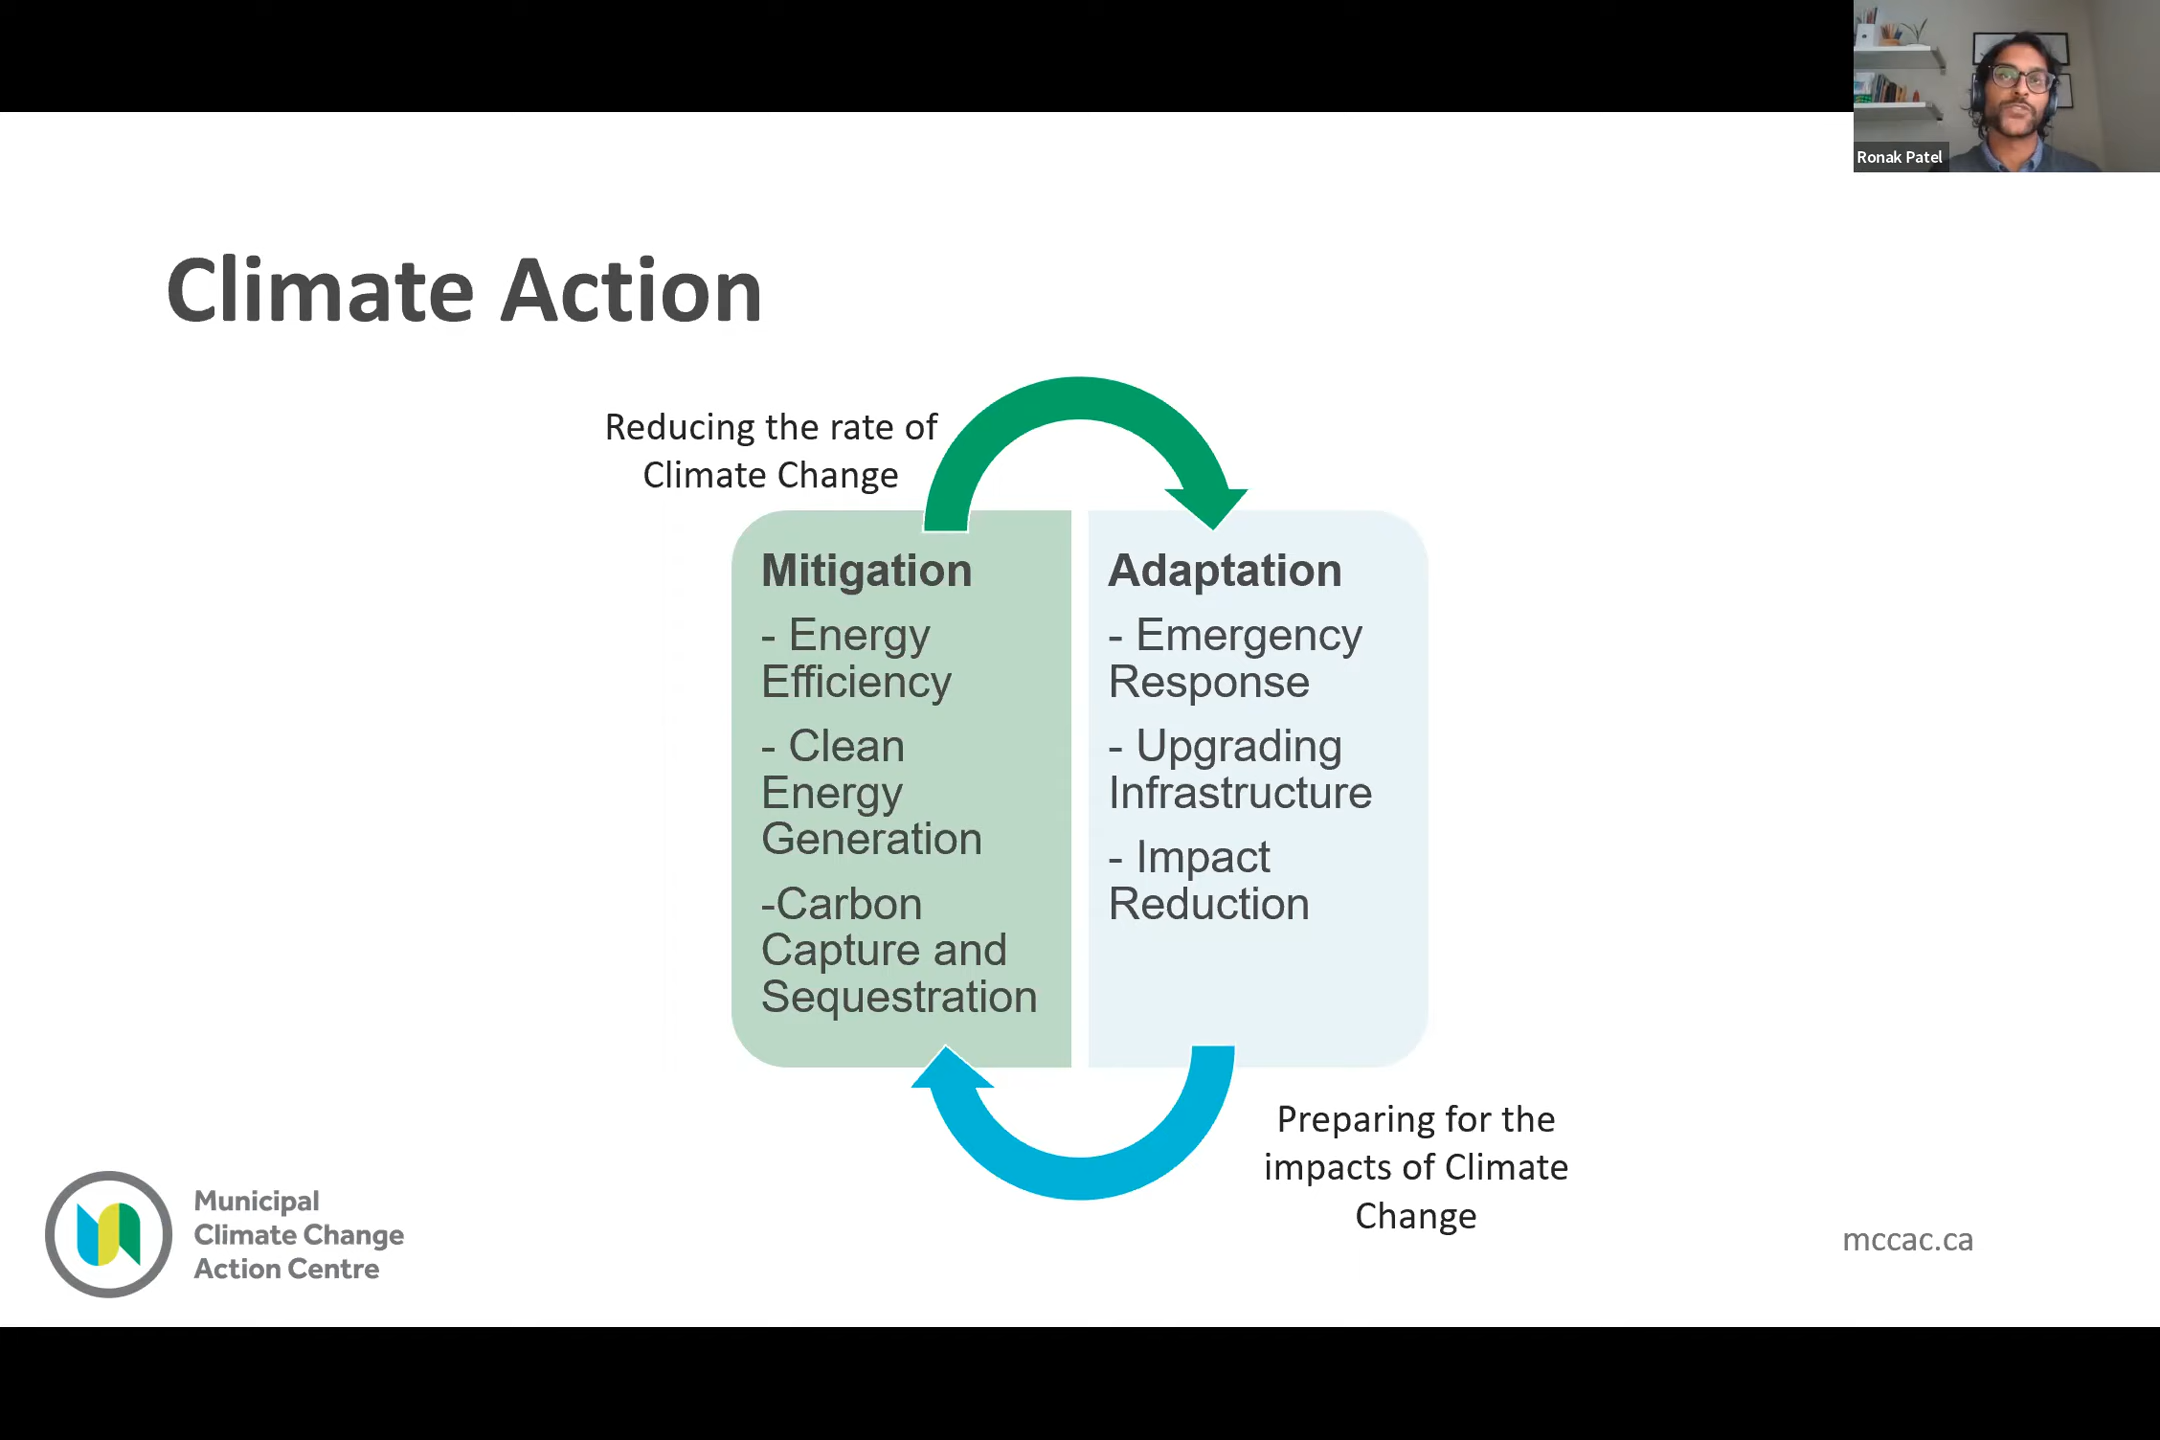 Ronak Patel
Climate Action
Reducing the rate of
Climate Change
Mitigation
- Energy
Efficiency
- Clean
Energy
Generation
-Carbon
Capture and
Sequestration
Adaptation
- Emergency
Response
- Upgrading
Infrastructure
- Impact
Reduction
Preparing for the
impacts of Climate
Change
Municipal
Climate Change
Action Centre
mccac.ca